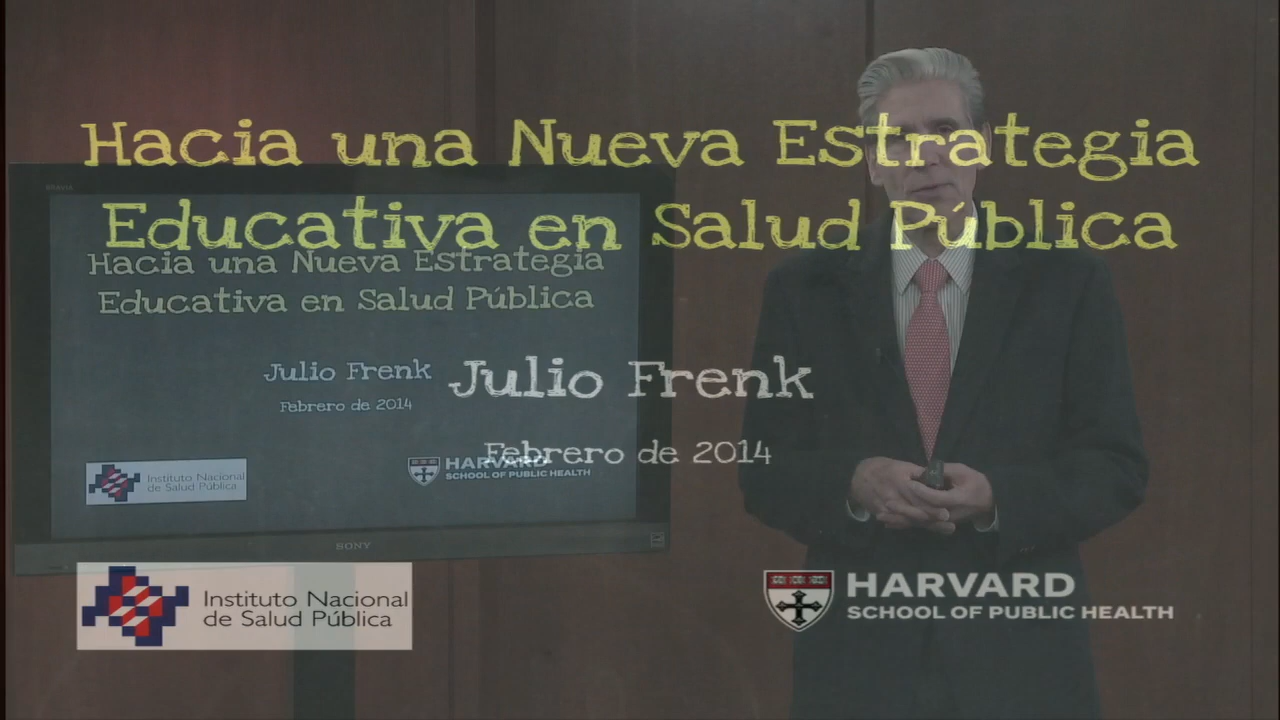 Hacia una Nueva Estrategia
Educativa en Salud Pública
Julio Frenk
Febrero de 2014
Instituto Nacional
de Salud Pública
HARVARD
SCHOOL OF PUBLIC HEALTH
BRAVIA
Hacia una Nueva Estrategia
Educativa en Salud Pública
Julio Frenk
Febrero de 2014
Instituto Nacional
de Salud Pública
HARVARD
SCHOOL OF PUBLIC HEALTH
SONY